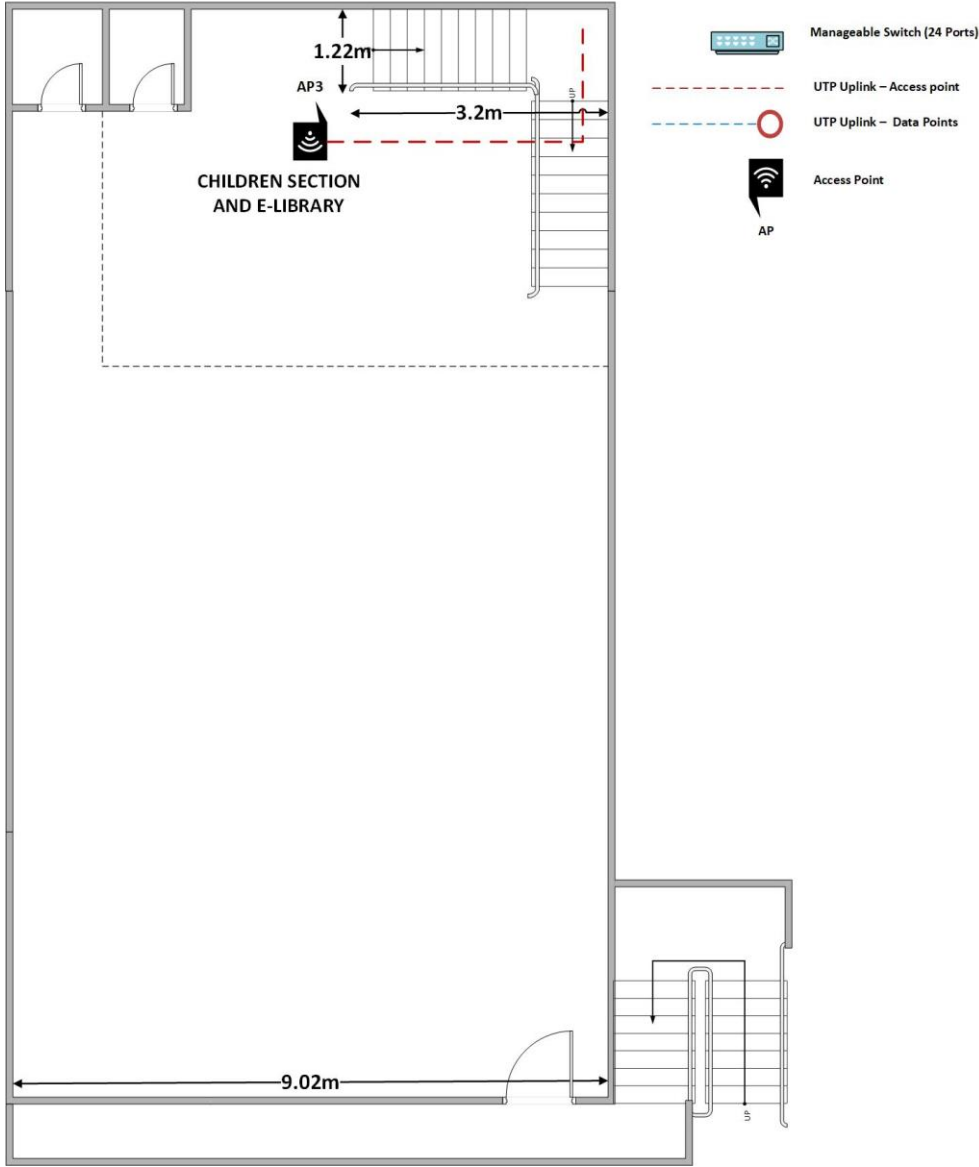 1.22m
AP3
UP
3.2m
CHILDREN SECTION
AND E-LIBRARY
Manageable Switch (24 Ports)
UTP Uplink – Access point
UTP Uplink – Data Points
Access Point
AP
9.02m
UP